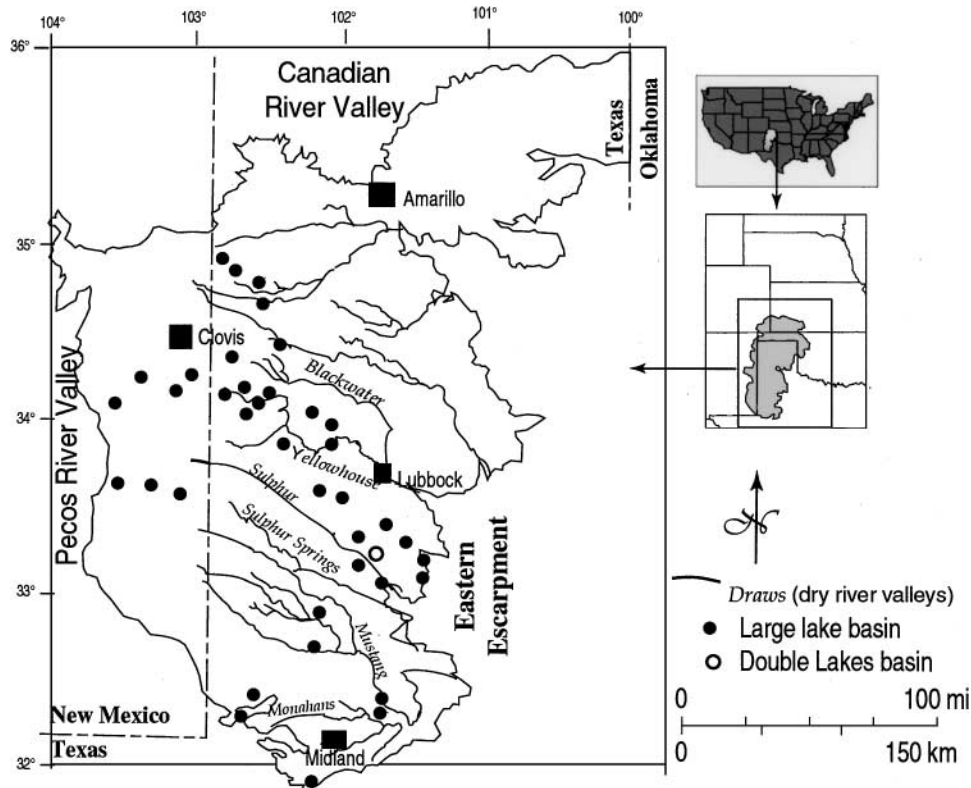 104° 103° 102° 101° 100°
36°
Canadian
River Valley
Texas
Oklahoma
Amarillo
35°
Clovis
Blackwater
Pecos River Valley
34°
Yellowhouse
Lubbock
Sulphur
Sulphur Springs
Eastern
Escarpment
33°
Mustang
Monahans
New Mexico
Texas
Midland
32°
Draws (dry river valleys)
Large lake basin
Double Lakes basin
0 100 mi
0 150 km